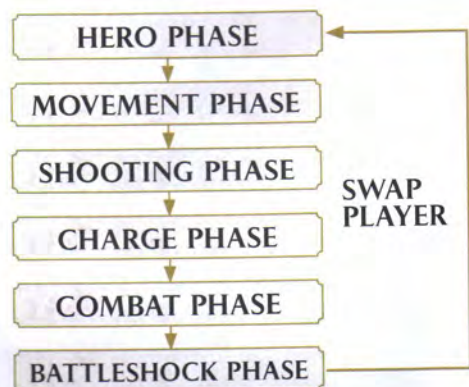 HERO PHASE
MOVEMENT PHASE
SHOOTING PHASE
SWAP
PLAYER
CHARGE PHASE
COMBAT PHASE
BATTLESHOCK PHASE